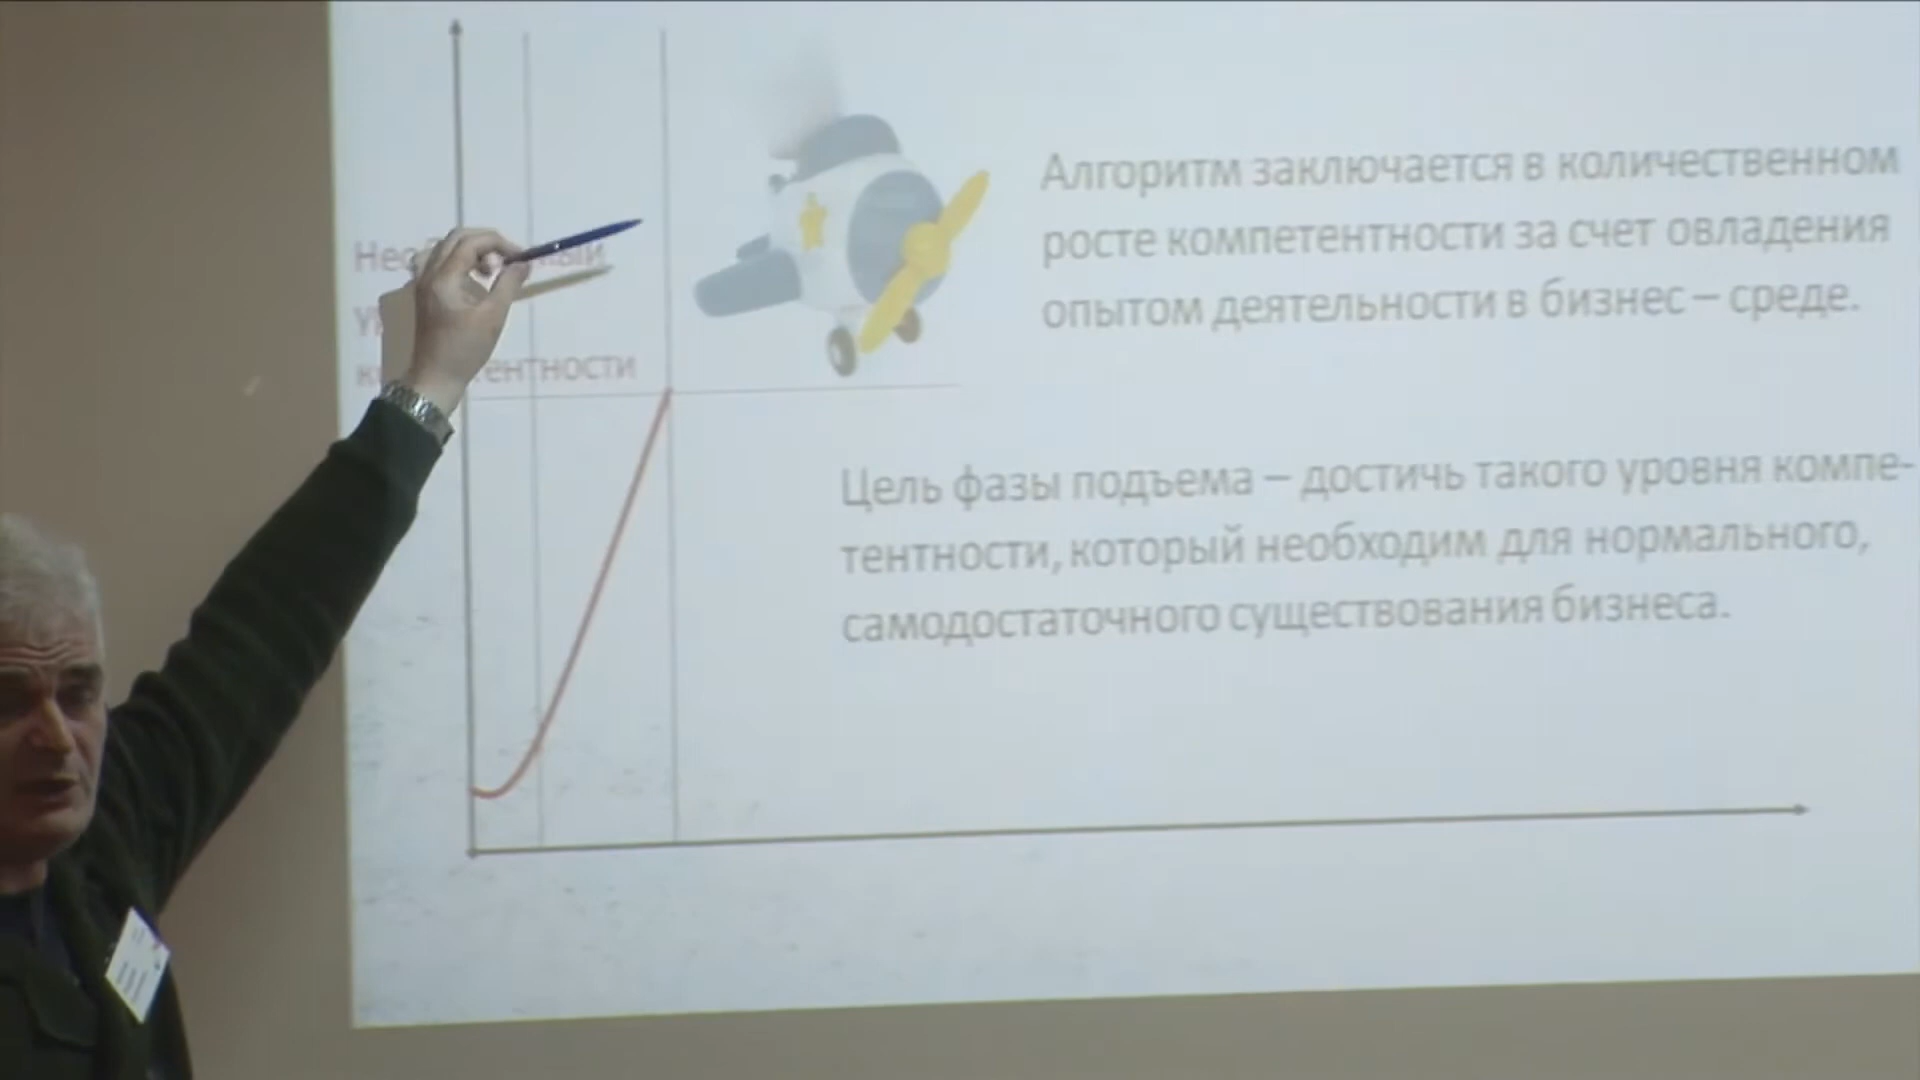 тентности
Алгоритм заключается в количественном
росте компетентности за счет овладения
опытом деятельности в бизнес – среде.
Цель фазы подъема – достичь такого уровня компе-
тентности, который необходим для нормального,
самодостаточного существования бизнеса.